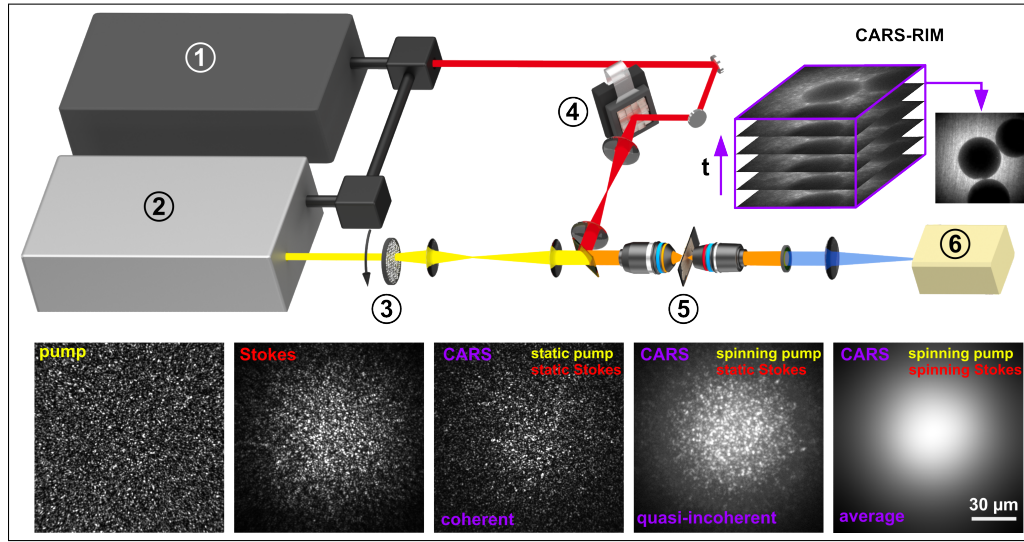 ①
CARS-RIM
④
②
t
⑥
③
⑤
pump
Stokes
CARS
static pump
static Stokes
coherent
CARS
spinning pump
static Stokes
quasi-incoherent
CARS
spinning pump
spinning Stokes
average
30 µm